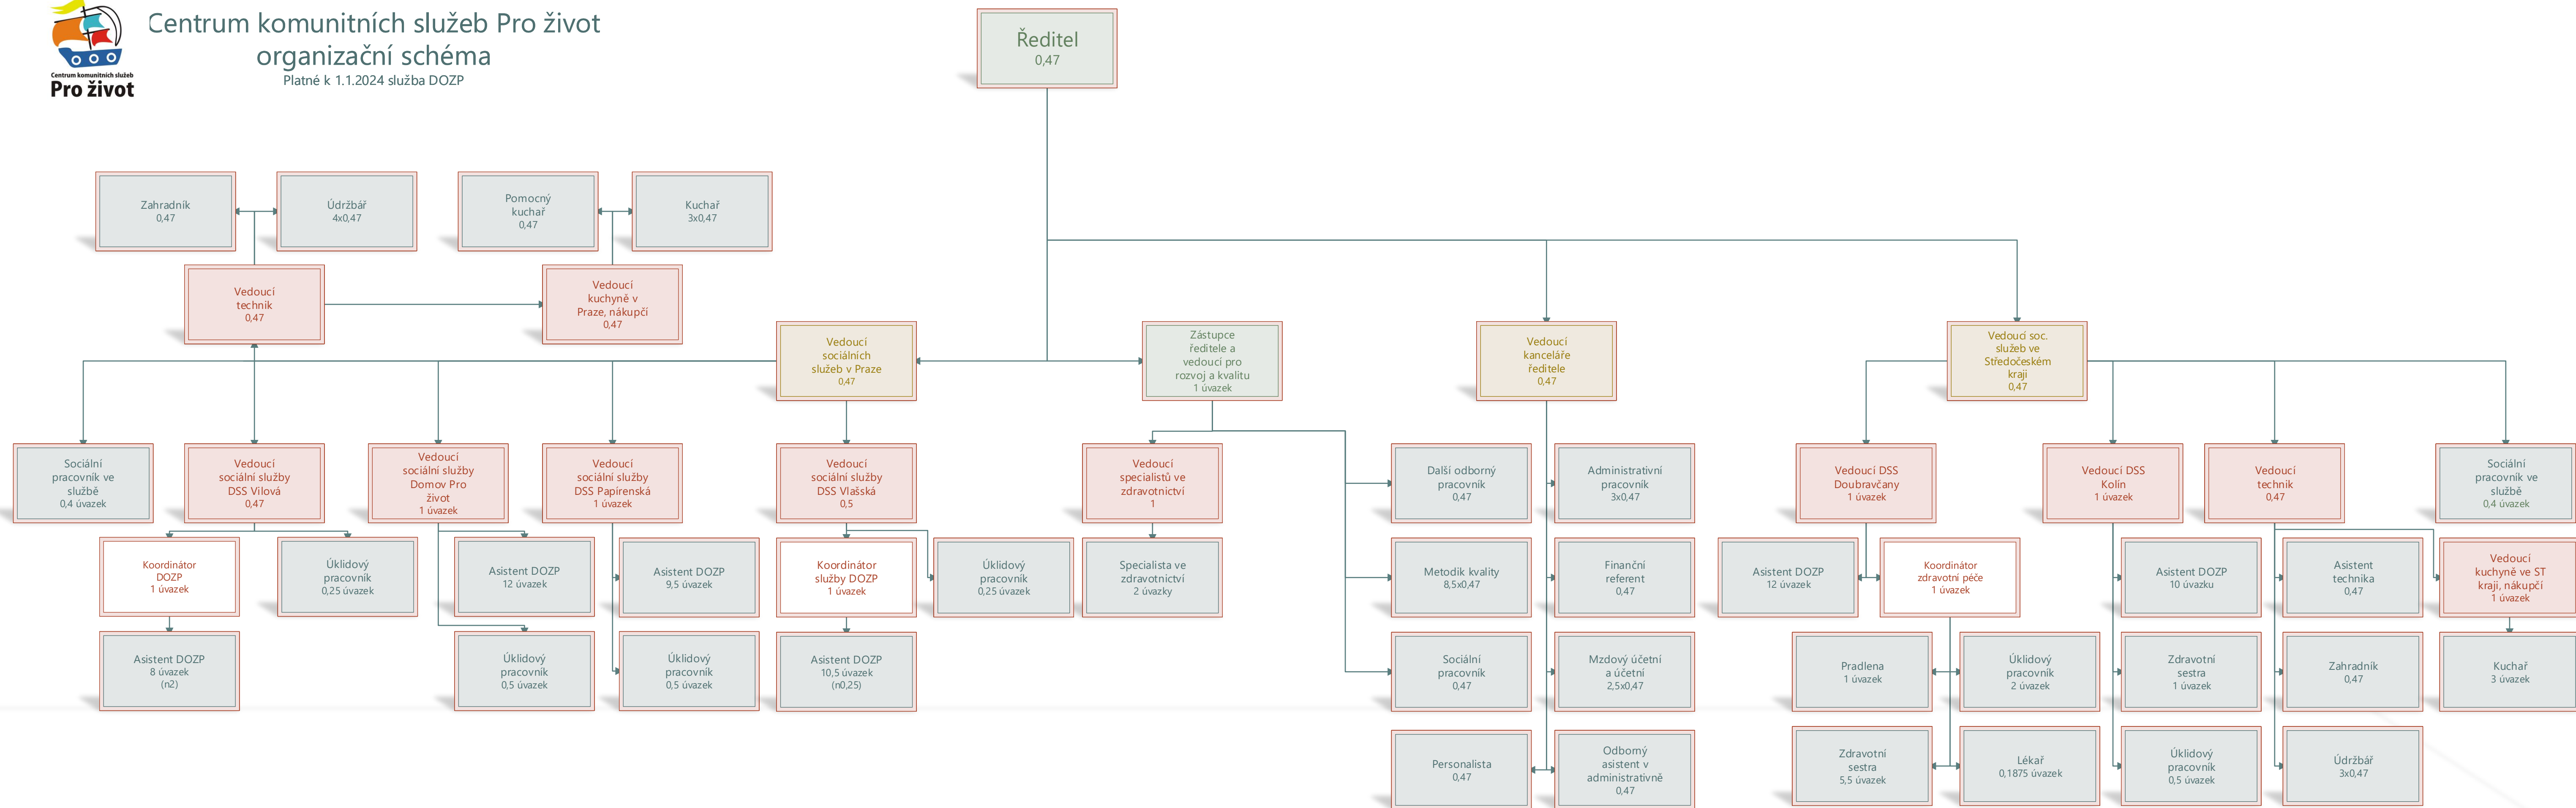 Centrum komunitních služeb Pro život
organizační schéma
Platné k 1.1.2024 služba DOZP
Centrum komunitních služeb
Pro život
Ředitel
0,47
Zahradník
0,47
Údržbář
4x0,47
Pomocný
kuchař
0,47
Kuchař
3x0,47
Vedoucí
technik
0,47
Vedoucí
kuchyně v
Praze, nákupčí
0,47
Vedoucí
sociálních
služeb v Praze
0,47
Zástupce
ředitele a
vedoucí pro
rozvoj a kvalitu
1 úvazek
Vedoucí
kanceláře
ředitele
0,47
Vedoucí soc.
služeb ve
Středočeském
kraji
0,47
Sociální
pracovník ve
službě
0,4 úvazek
Vedoucí
sociální služby
DSS Vilová
0,47
Vedoucí
sociální služby
Domov Pro
život
1 úvazek
Vedoucí
sociální služby
DSS Papírenská
1 úvazek
Vedoucí
sociální služby
DSS Vlašská
0,5
Vedoucí
specialistů ve
zdravotnictví
1
Další odborný
pracovník
0,47
Administrativní
pracovník
3x0,47
Vedoucí DSS
Doubravčany
1 úvazek
Vedoucí DSS
Kolín
1 úvazek
Vedoucí
technik
0,47
Sociální
pracovník ve
službě
0,4 úvazek
Koordinátor
DOZP
1 úvazek
Úklidový
pracovník
0,25 úvazek
Asistent DOZP
12 úvazek
Asistent DOZP
9,5 úvazek
Koordinátor
služby DOZP
1 úvazek
Úklidový
pracovník
0,25 úvazek
Specialista ve
zdravotnictví
2 úvazky
Metodik kvality
8,5x0,47
Finanční
referent
0,47
Asistent DOZP
12 úvazek
Koordinátor
zdravotní péče
1 úvazek
Asistent DOZP
10 úvazku
Asistent
technika
0,47
Vedoucí
kuchyně ve ST
kraji, nákupčí
1 úvazek
Asistent DOZP
8 úvazek
(n2)
Úklidový
pracovník
0,5 úvazek
Úklidový
pracovník
0,5 úvazek
Asistent DOZP
10,5 úvazek
(n0,25)
Sociální
pracovník
0,47
Mzdový účetní
a účetní
2,5x0,47
Pradlena
1 úvazek
Úklidový
pracovník
2 úvazek
Zdravotní
sestra
1 úvazek
Zahradník
0,47
Kuchař
3 úvazek
Personalista
0,47
Odborný
asistent v
administrativně
0,47
Zdravotní
sestra
5,5 úvazek
Lékař
0,1875 úvazek
Úklidový
pracovník
0,5 úvazek
Údržbář
3x0,47